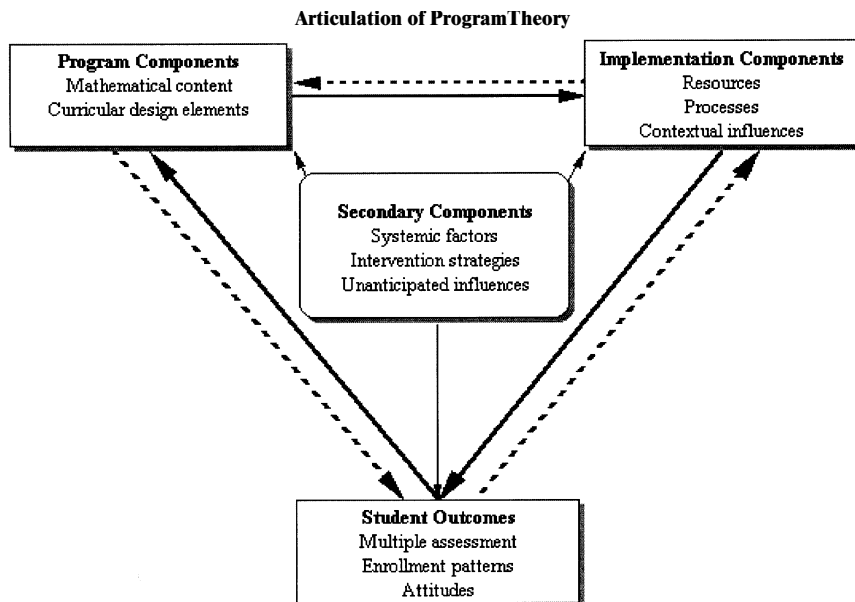 Articulation of ProgramTheory
Program Components
Mathematical content
Curricular design elements
Implementation Components
Resources
Processes
Contextual influences
Secondary Components
Systemic factors
Intervention strategies
Unanticipated influences
Student Outcomes
Multiple assessment
Enrollment patterns
Attitudes